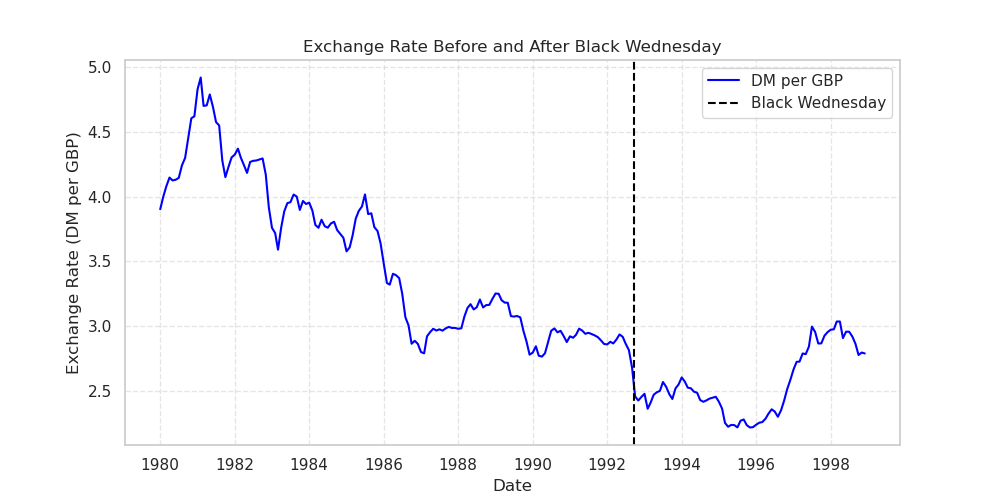 Exchange Rate Before and After Black Wednesday
DM per GBP
Black Wednesday
Exchange Rate (DM per GBP)
5.0
4.5
4.0
3.5
3.0
2.5
1980 1982 1984 1986 1988 1990 1992 1994 1996 1998
Date